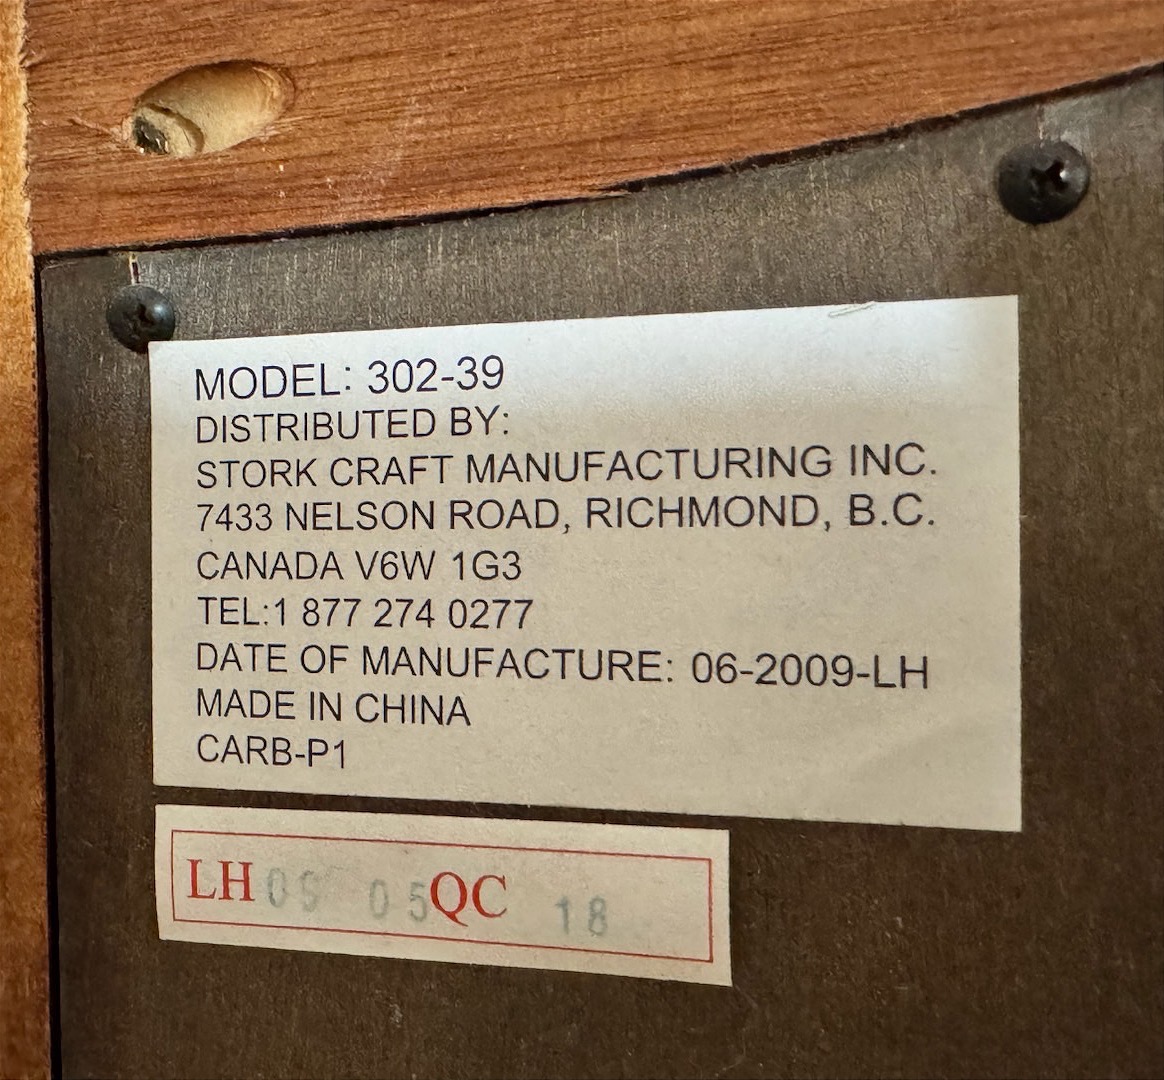 MODEL: 302-39
DISTRIBUTED BY:
STORK CRAFT MANUFACTURING INC.
7433 NELSON ROAD, RICHMOND, B.C.
CANADA V6W 1G3
TEL:1 877 274 0277
DATE OF MANUFACTURE: 06-2009-LH
MADE IN CHINA
CARB-P1
LH 05 QC 18